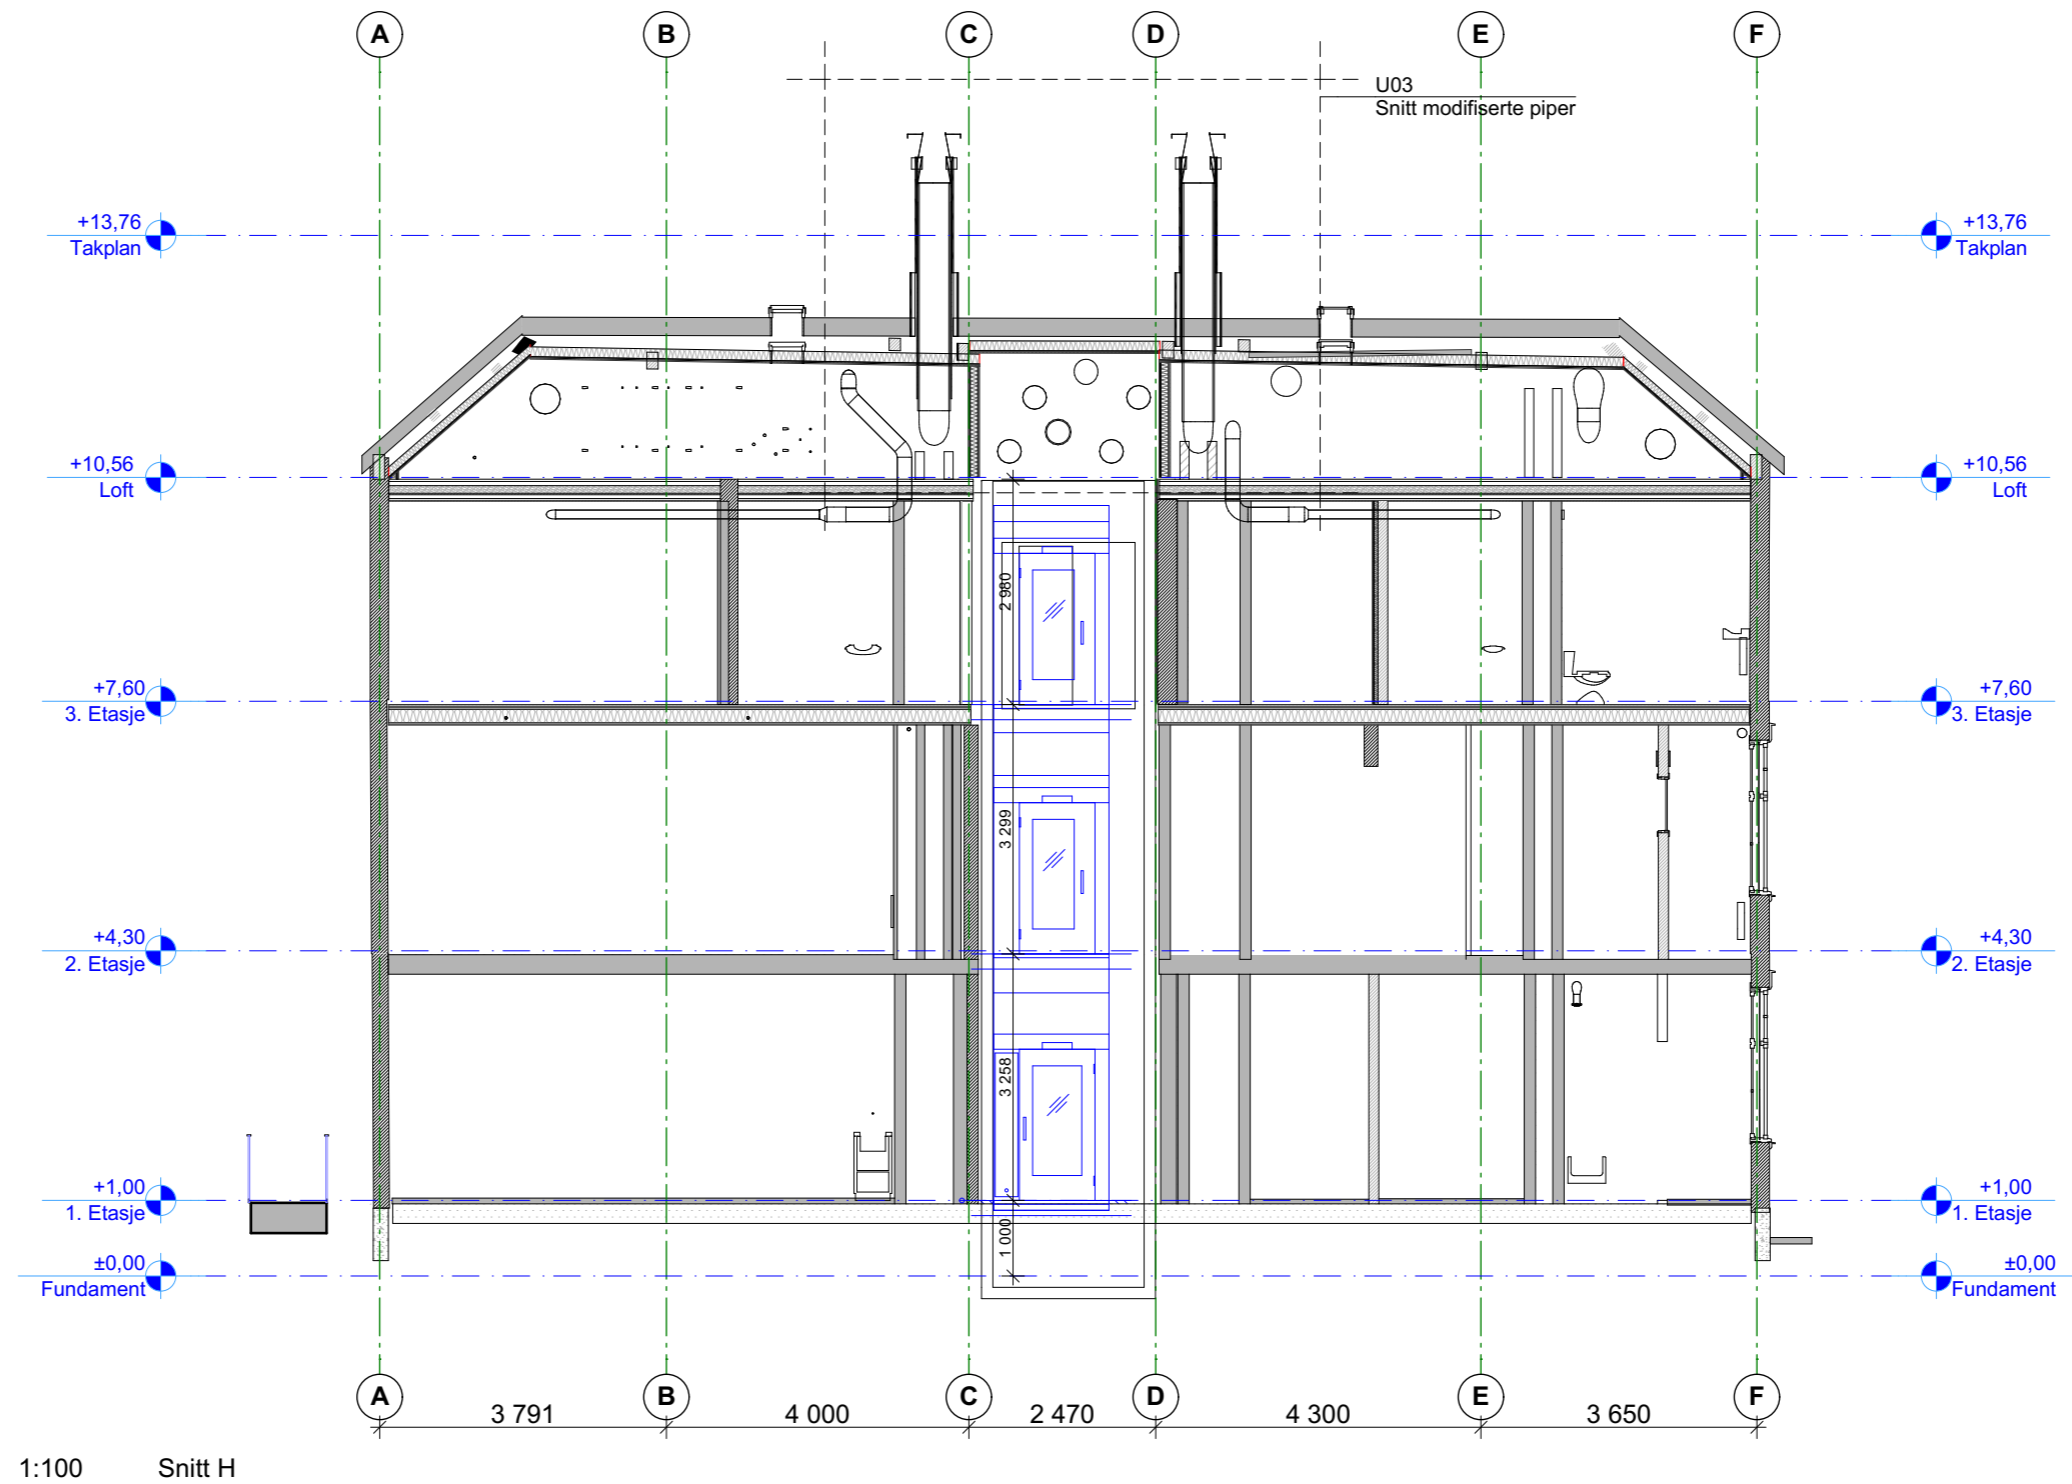 A B C D E F
U03
Snitt modifiserte piper
+13,76 +13,76
Takplan Takplan
+10,56 +10,56
Loft Loft
2 980
+7,60 +7,60
3. Etasje 3. Etasje
3 299
+4,30 +4,30
2. Etasje 2. Etasje
3 258
+1,00 +1,00
1. Etasje 1. Etasje
1 000
±0,00 ±0,00
Fundament Fundament
A B C D E F
3 791 4 000 2 470 4 300 3 650
1:100 Snitt H